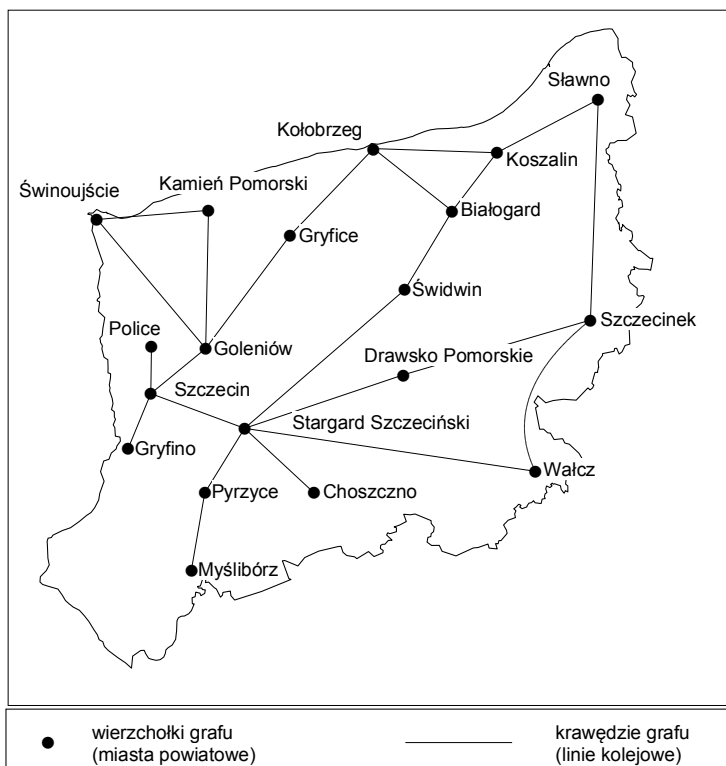 Sławno
Kołobrzeg
Koszalin
Kamień Pomorski
Świnoujście
Białogard
Gryfice
Świdwin
Szczecinek
Police
Goleniów
Drawsko Pomorskie
Szczecin
Stargard Szczeciński
Gryfino
Wałcz
Pyrzyce
Choszczno
Myślibórz
wierzchołki grafu
(miasta powiatowe)
krawędzie grafu
(linie kolejowe)